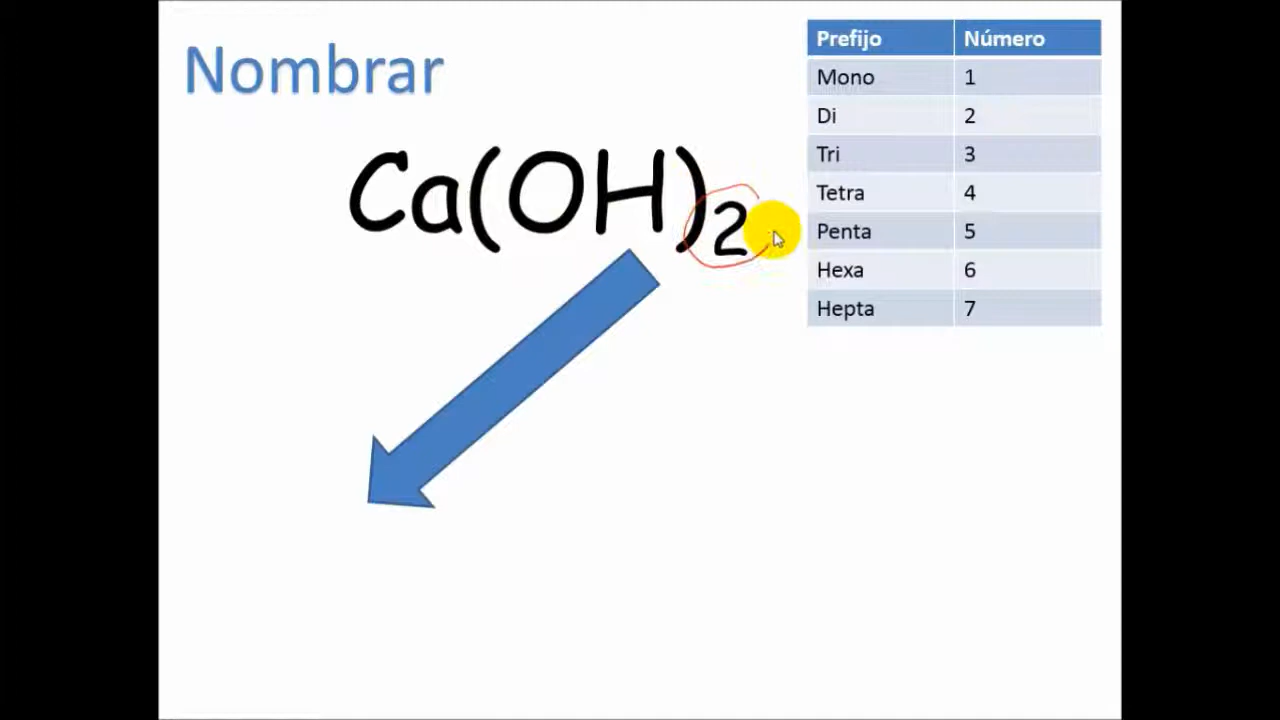 Nombrar
Ca(OH)₂
Prefijo Número
Mono 1
Di 2
Tri 3
Tetra 4
Penta 5
Hexa 6
Hepta 7